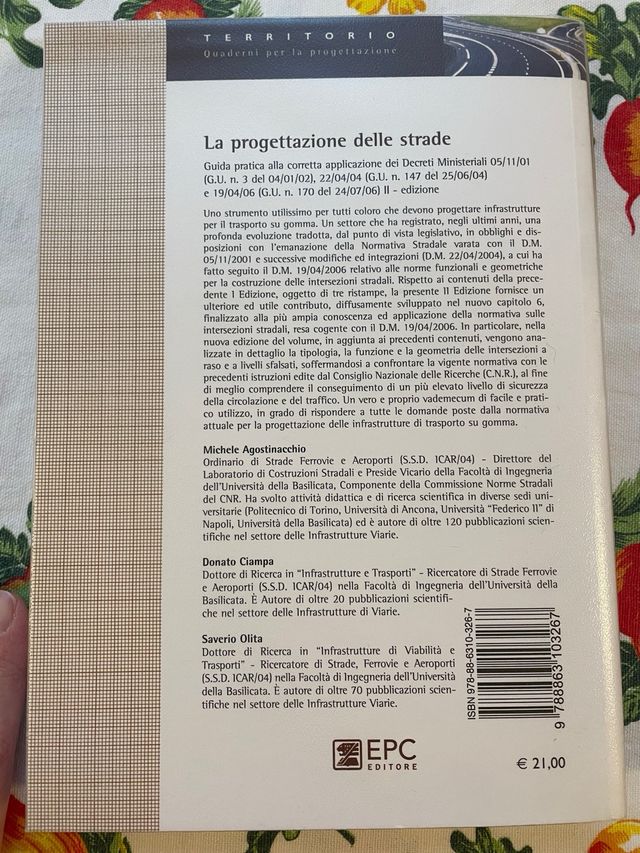 TERRITORIO
Quaderni per la progettazione
La progettazione delle strade
Guida pratica alla corretta applicazione dei Decreti Ministeriali 05/11/01
(G.U. n. 3 del 04/01/02), 22/04/04 (G.U. n. 147 del 25/06/04)
e 19/04/06 (G.U. n. 170 del 24/07/06) II - edizione
Uno strumento utilissimo per tutti coloro che devono progettare infrastrutture
per il trasporto su gomma. Un settore che ha registrato, negli ultimi anni, una
profonda evoluzione tradotta, dal punto di vista legislativo, in obblighi e dis-
posizioni con l'emanazione della Normativa Stradale varata con il D.M.
05/11/2001 e successive modifiche ed integrazioni (D.M. 22/04/2004), a cui ha
fatto seguito il D.M. 19/04/2006 relativo alle norme funzionali e geometriche
per la costruzione delle intersezioni stradali. Rispetto ai contenuti della prece-
dente I Edizione, oggetto di tre ristampe, la presente II Edizione fornisce un
ulteriore ed utile contributo, diffusamente sviluppato nel nuovo capitolo 6,
finalizzato alla più ampia conoscenza ed applicazione della normativa sulle
intersezioni stradali, resa cogente con il D.M. 19/04/2006. In particolare, nella
nuova edizione del volume, in aggiunta ai precedenti contenuti, vengono ana-
lizzate in dettaglio la tipologia, la funzione e la geometria delle intersezioni a
raso e a livelli sfalsati, soffermandosi a confrontare la vigente normativa con le
precedenti istruzioni edite dal Consiglio Nazionale delle Ricerche (C.N.R.), al fine
di meglio comprendere il conseguimento di un più elevato livello di sicurezza
della circolazione e del traffico. Un vero e proprio vademecum di facile e prati-
co utilizzo, in grado di rispondere a tutte le domande poste dalla normativa
attuale per la progettazione delle infrastrutture di trasporto su gomma.
Michele Agostinacchio
Ordinario di Strade Ferrovie e Aeroporti (S.S.D. ICAR/04) - Direttore del
Laboratorio di Costruzioni Stradali e Preside Vicario della Facoltà di Ingegneria
dell'Università della Basilicata, Componente della Commissione Norme Stradali
del CNR. Ha svolto attività didattica e di ricerca scientifica in diverse sedi uni-
versitarie (Politecnico di Torino, Università di Ancona, Università "Federico II" di
Napoli, Università della Basilicata) ed è autore di oltre 120 pubblicazioni scien-
tifiche nel settore delle Infrastrutture Viarie.
Donato Ciampa
Dottore di Ricerca in "Infrastrutture e Trasporti" - Ricercatore di Strade Ferrovie
e Aeroporti (S.S.D. ICAR/04) nella Facoltà di Ingegneria dell'Università della
Basilicata. È Autore di oltre 20 pubblicazioni scientifi-
che nel settore delle Infrastrutture di Viarie.
Saverio Olita
Dottore di Ricerca in "Infrastrutture di Viabilità e
Trasporti" - Ricercatore di Strade, Ferrovie e Aeroporti
(S.S.D. ICAR/04) nella Facoltà di Ingegneria dell'Università
della Basilicata. È autore di oltre 70 pubblicazioni scien-
tifiche nel settore delle Infrastrutture Viarie.
ISBN 978-88-6310-326-7
9 788863 103267
EPC
EDITORE
€ 21,00